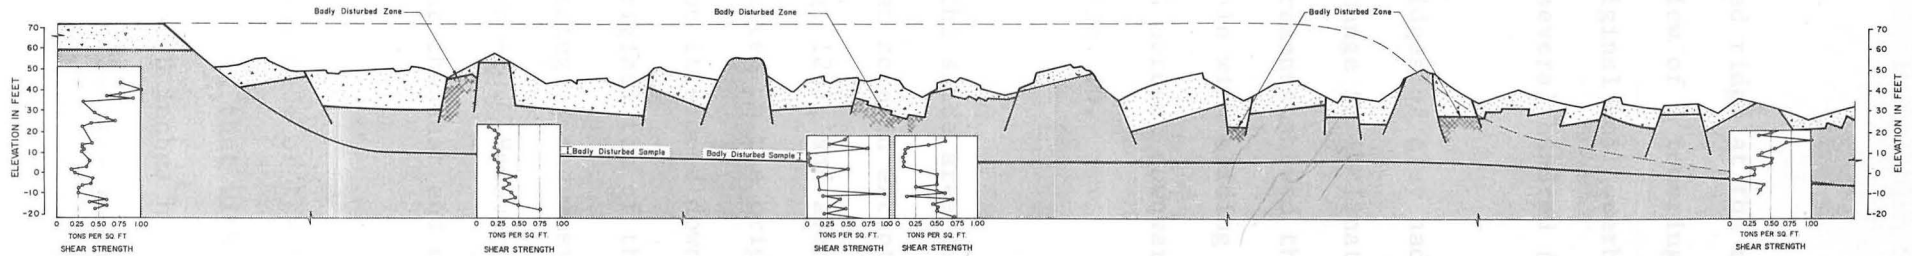 Badly Disturbed Zone
Badly Disturbed Zone
Badly Disturbed Zone
ELEVATION IN FEET
70
60
50
40
30
20
10
0
-10
-20
Badly Disturbed Sample
Badly Disturbed Sample
70
60
50
40
30
20
10
0
-10
-20
ELEVATION IN FEET
0 0.25 0.50 0.75 1.00
TONS PER SQ. FT.
SHEAR STRENGTH
0 0.25 0.50 0.75 1.00
TONS PER SQ. FT.
SHEAR STRENGTH
0 0.25 0.50 0.75 1.00
TONS PER SQ. FT.
SHEAR STRENGTH
0 0.25 0.50 0.75 1.00
TONS PER SQ. FT.
SHEAR STRENGTH
0 0.25 0.50 0.75 1.00
TONS PER SQ. FT.
SHEAR STRENGTH